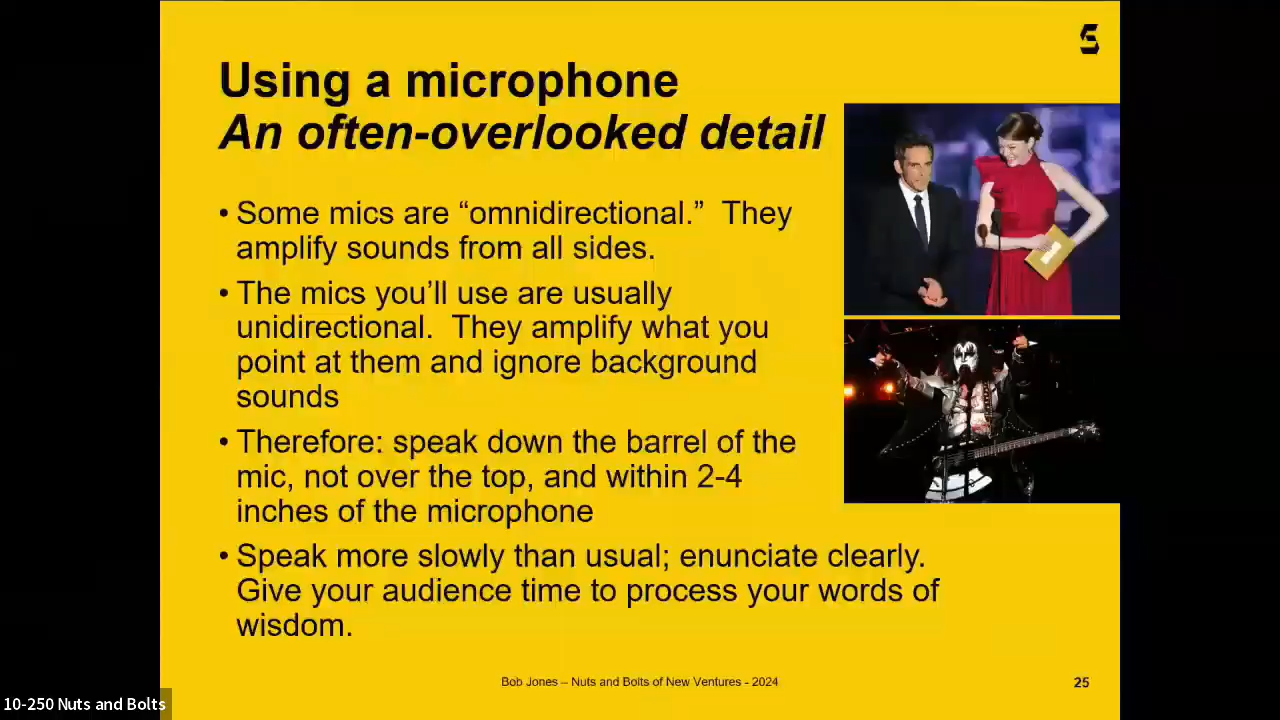 Using a microphone
An often-overlooked detail
• Some mics are “omnidirectional.”  They
amplify sounds from all sides.
• The mics you’ll use are usually
unidirectional.  They amplify what you
point at them and ignore background
sounds
• Therefore: speak down the barrel of the
mic, not over the top, and within 2-4
inches of the microphone
• Speak more slowly than usual; enunciate clearly.
Give your audience time to process your words of
wisdom.
Bob Jones – Nuts and Bolts of New Ventures - 2024
25
10-250 Nuts and Bolts